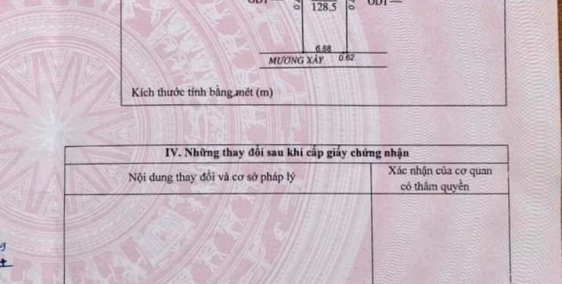 128.5
6.68
MƯƠNG XÂY 0.62
Kích thước tính bằng mét (m)
IV. Những thay đổi sau khi cấp giấy chứng nhận
Nội dung thay đổi và cơ sở pháp lý
Xác nhận của cơ quan
có thẩm quyền